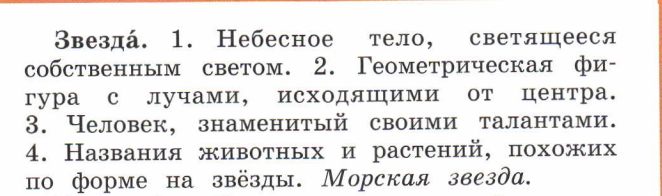 Звезда́. 1. Небесное тело, светящееся
собственным светом. 2. Геометрическая фи-
гура с лучами, исходящими от центра.
3. Человек, знаменитый своими талантами.
4. Названия животных и растений, похожих
по форме на звёзды. Морская звезда.